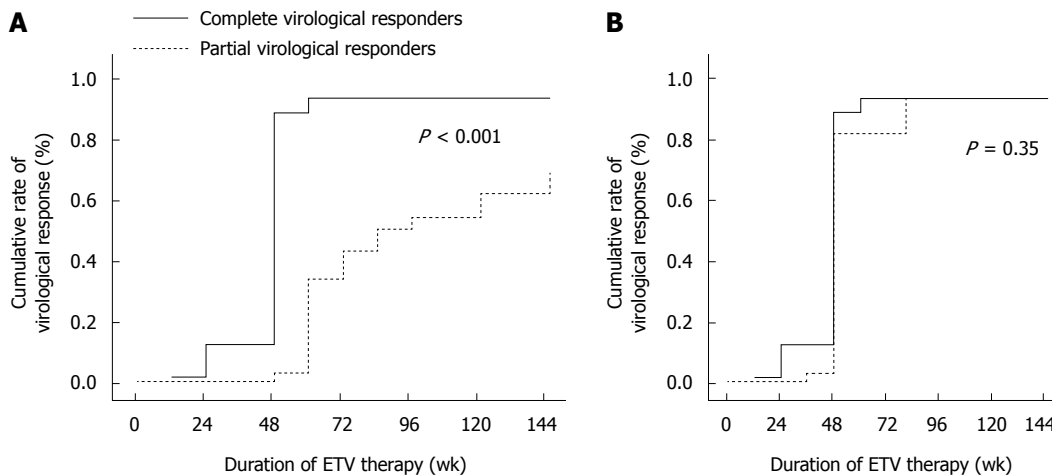 A
Complete virological responders
Partial virological responders
Cumulative rate of
virological response (%)
1.0
0.8
0.6
0.4
0.2
0.0
P < 0.001
0 24 48 72 96 120 144
Duration of ETV therapy (wk)
B
Cumulative rate of
virological response (%)
1.0
0.8
0.6
0.4
0.2
0.0
P = 0.35
0 24 48 72 96 120 144
Duration of ETV therapy (wk)